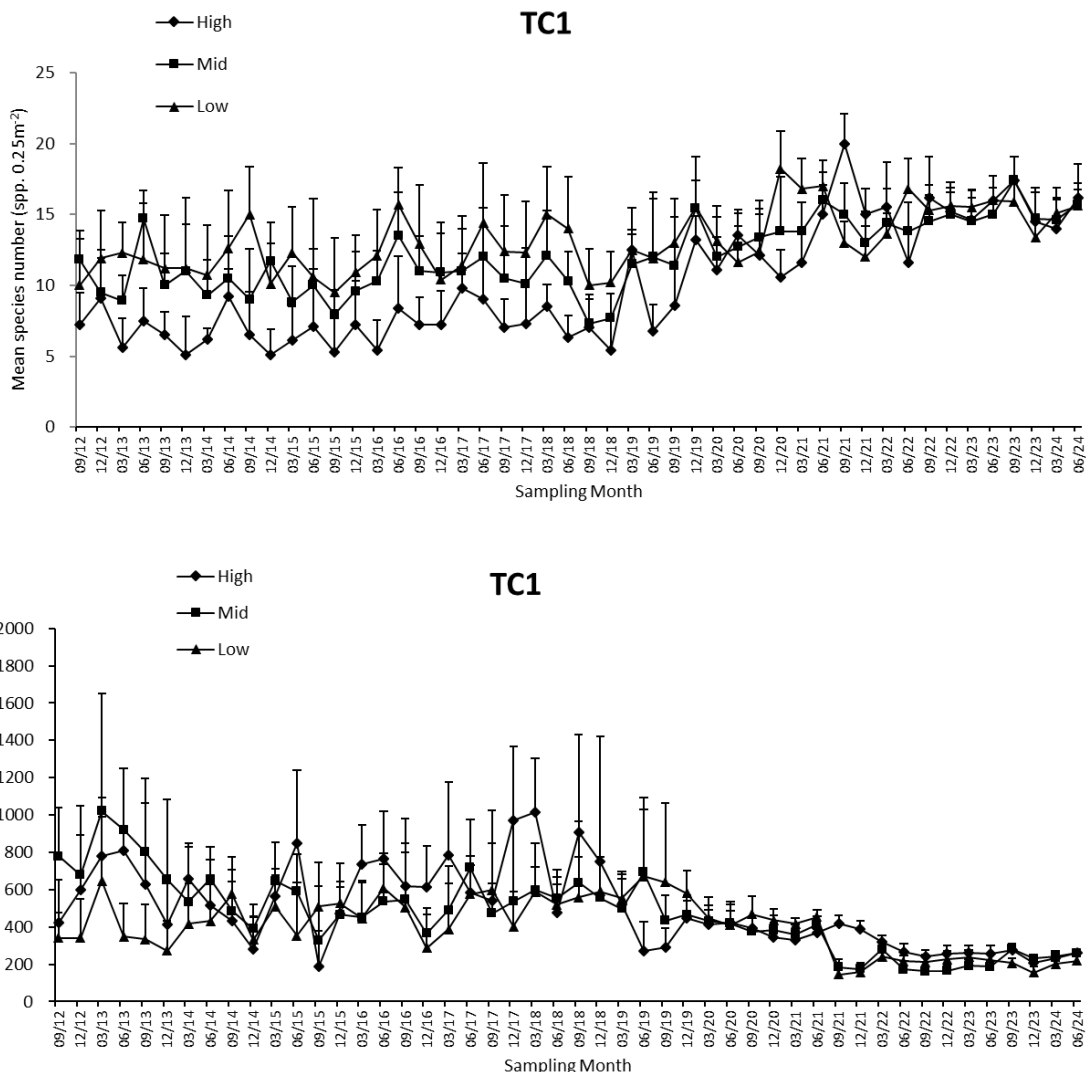 High
TC1
Mid
Low
25
20
15
10
5
0
Mean species number (spp. 0.25m-2)
09/12 12/12 03/13 06/13 09/13 12/13 03/14 06/14 09/14 12/14 03/15 06/15 09/15 12/15 03/16 06/16 09/16 12/16 03/17 06/17 09/17 12/17 03/18 06/18 09/18 12/18 03/19 06/19 09/19 12/19 03/20 06/20 09/20 12/20 03/21 06/21 09/21 12/21 03/22 06/22 09/22 12/22 03/23 06/23 09/23 12/23 03/24 06/24
Sampling Month
High
TC1
Mid
Low
2000
1800
1600
1400
1200
1000
800
600
400
200
0
09/12 12/12 03/13 06/13 09/13 12/13 03/14 06/14 09/14 12/14 03/15 06/15 09/15 12/15 03/16 06/16 09/16 12/16 03/17 06/17 09/17 12/17 03/18 06/18 09/18 12/18 03/19 06/19 09/19 12/19 03/20 06/20 09/20 12/20 03/21 06/21 09/21 12/21 03/22 06/22 09/22 12/22 03/23 06/23 09/23 12/23 03/24 06/24
Sampling Month